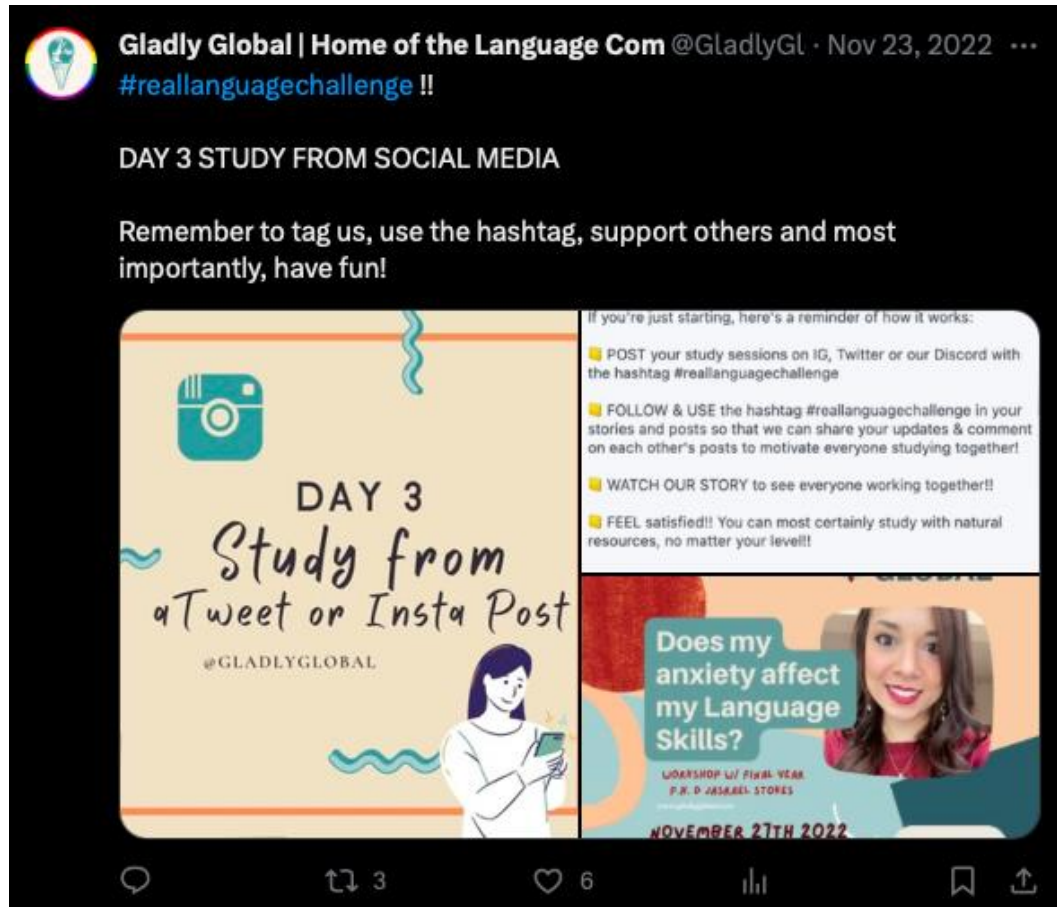 Gladly Global | Home of the Language Com @GladlyGl · Nov 23, 2022 ···
#reallanguagechallenge !!
DAY 3 STUDY FROM SOCIAL MEDIA
Remember to tag us, use the hashtag, support others and most
importantly, have fun!
DAY 3
Study from
a Tweet or Insta Post
@GLADLYGLOBAL
If you're just starting, here's a reminder of how it works:
POST your study sessions on IG, Twitter or our Discord with
the hashtag #reallanguagechallenge
FOLLOW & USE the hashtag #reallanguagechallenge in your
stories and posts so that we can share your updates & comment
on each other's posts to motivate everyone studying together!
WATCH OUR STORY to see everyone working together!!
FEEL satisfied!! You can most certainly study with natural
resources, no matter your level!!
GLOBAL
Does my
anxiety affect
my Language
Skills?
WORKSHOP W/ FINAL YEAR
P.H. D JASRAEL STOKES
NOVEMBER 27TH 2022
3
6